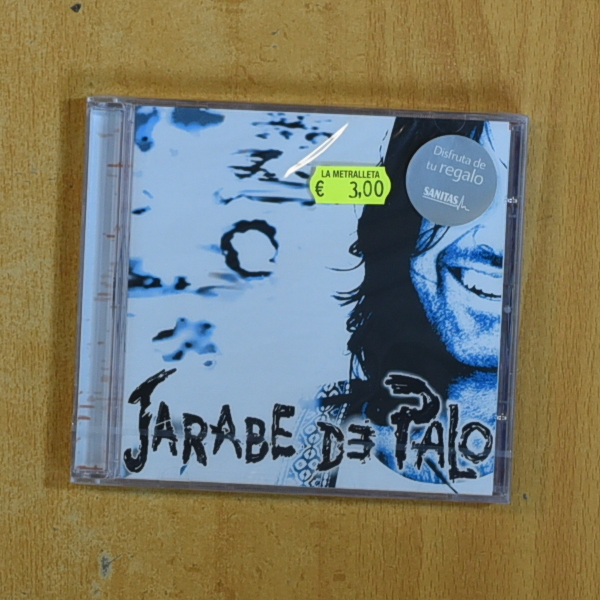 LA METRALLETA
€ 3,00
Disfruta de
tu regalo
SANITAS
JARABE DE PALO